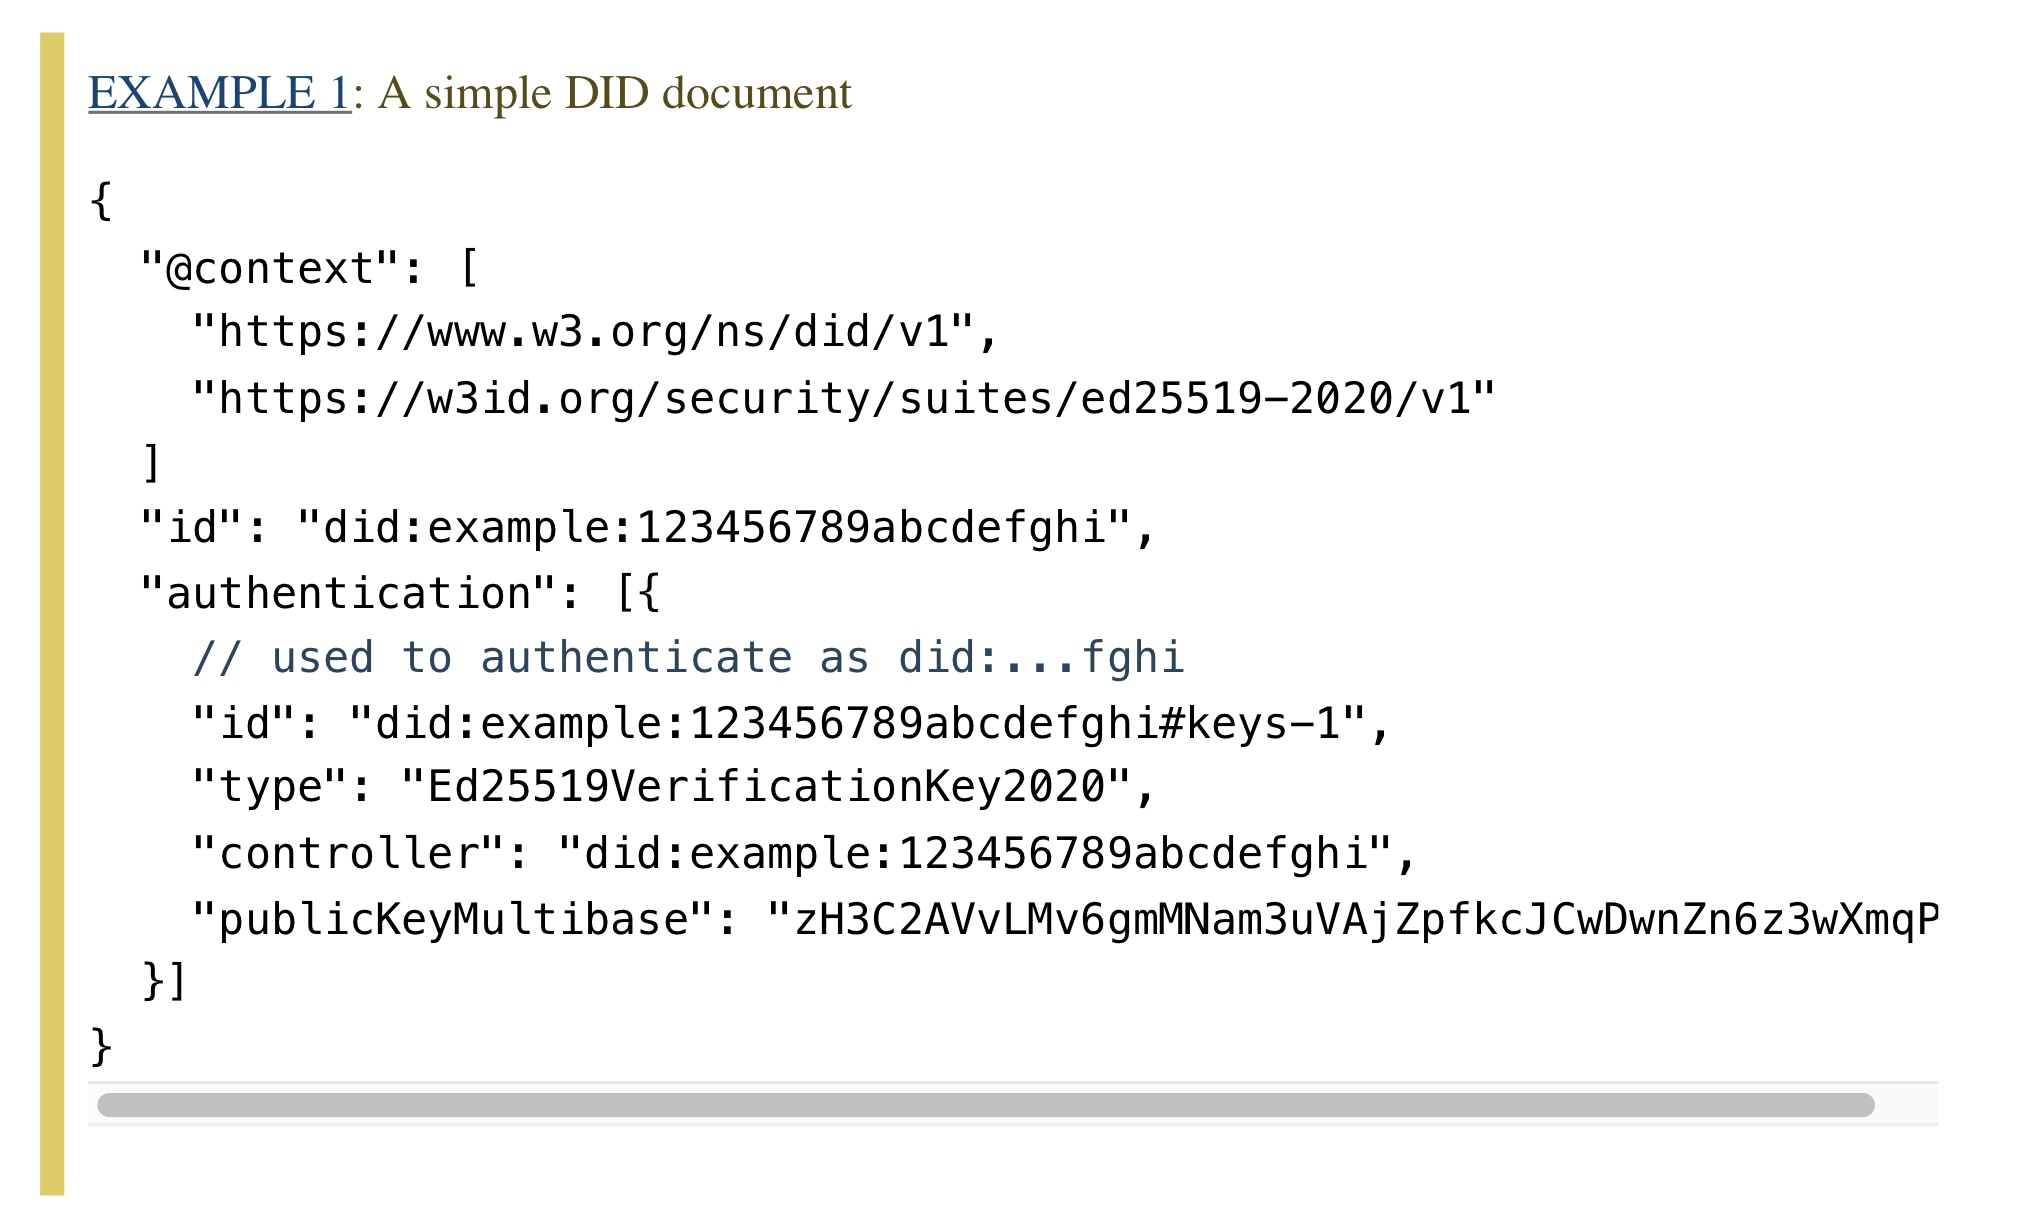 EXAMPLE 1: A simple DID document
{
  "@context": [
    "https://www.w3.org/ns/did/v1",
    "https://w3id.org/security/suites/ed25519-2020/v1"
  ]
  "id": "did:example:123456789abcdefghi",
  "authentication": [{
    // used to authenticate as did:...fghi
    "id": "did:example:123456789abcdefghi#keys-1",
    "type": "Ed25519VerificationKey2020",
    "controller": "did:example:123456789abcdefghi",
    "publicKeyMultibase": "zH3C2AVvLMv6gmMNam3uVAjZpfkcJCwDwnZn6z3wXmqP
  }]
}